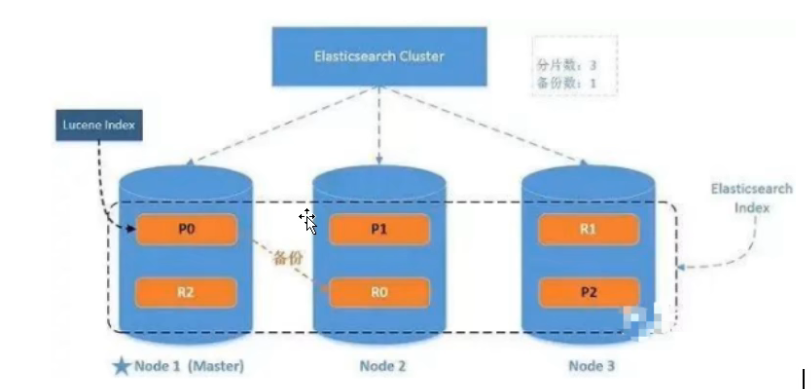 Elasticsearch Cluster
分片数：3
备份数：1
Lucene Index
Elasticsearch
Index
P0
P1
R1
备份
R2
R0
P2
Node 1 (Master)
Node 2
Node 3